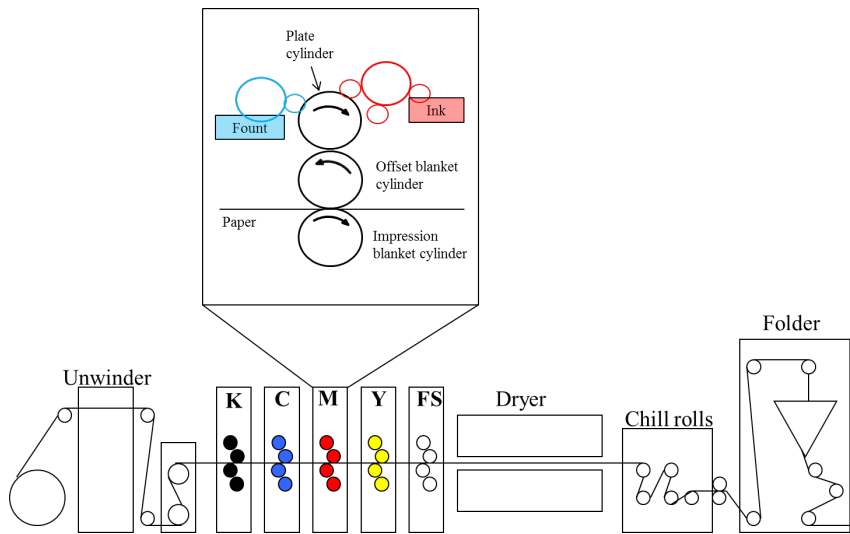 Plate
cylinder
Fount
Ink
Offset blanket
cylinder
Paper
Impression
blanket cylinder
Folder
Unwinder
K
C
M
Y
FS
Dryer
Chill rolls